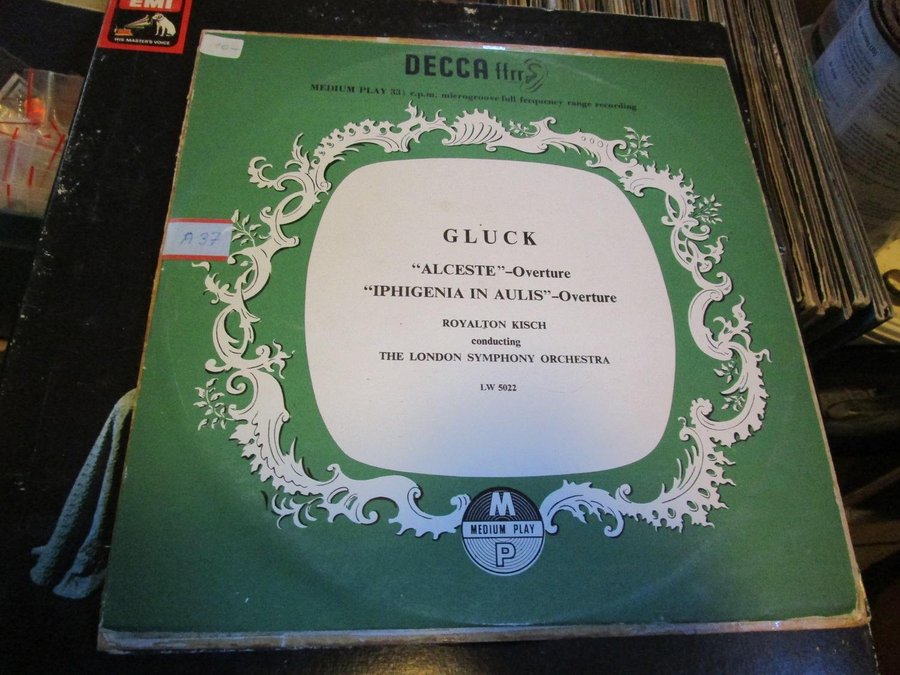 EMI
HIS MASTER'S VOICE
DECCA ffrr
MEDIUM PLAY 33⅓ r.p.m. microgroove full frequency range recording
A 37
GLUCK
“ALCESTE”–Overture
“IPHIGENIA IN AULIS”–Overture
ROYALTON KISCH
conducting
THE LONDON SYMPHONY ORCHESTRA
LW 5022
M
MEDIUM PLAY
P